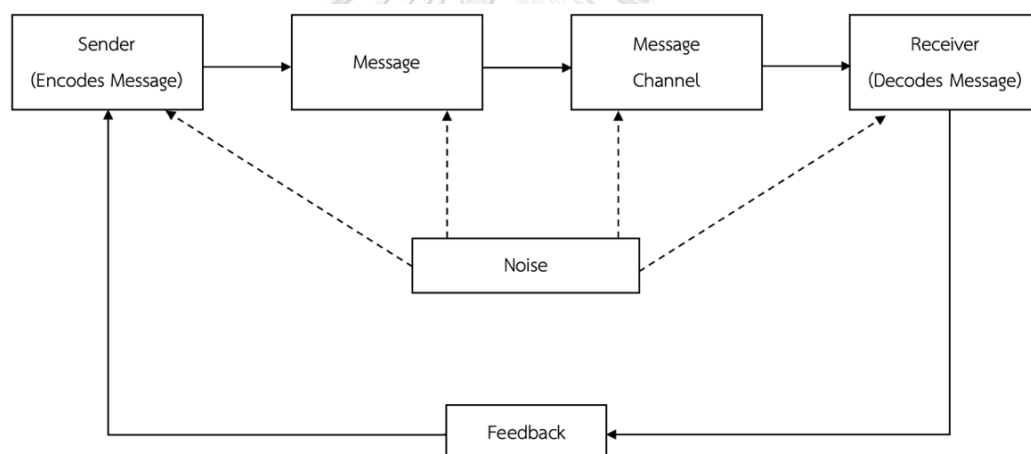 Sender
(Encodes Message)
Message
Message
Channel
Receiver
(Decodes Message)
Noise
Feedback